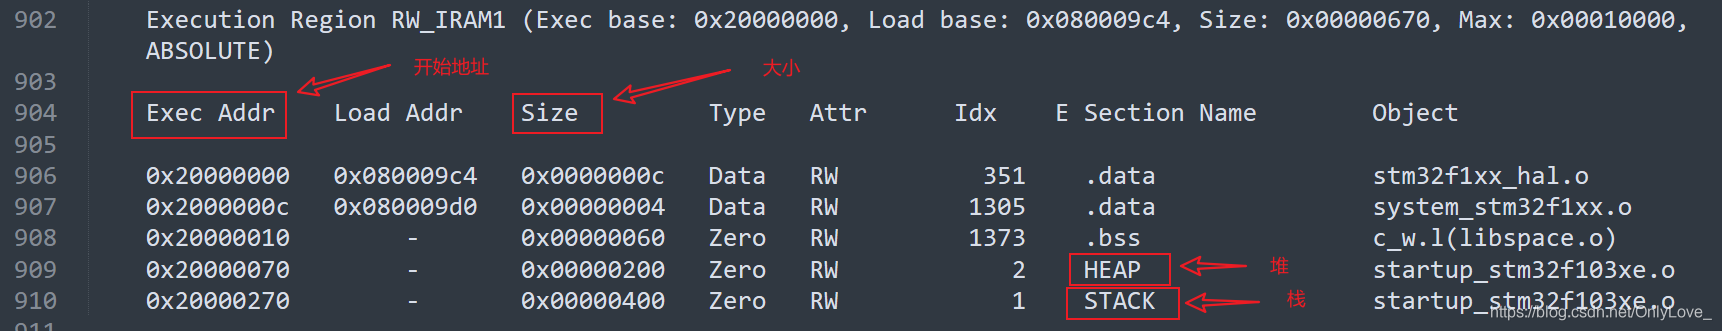 902 Execution Region RW_IRAM1 (Exec base: 0x20000000, Load base: 0x080009c4, Size: 0x00000670, Max: 0x00010000,
ABSOLUTE)
开始地址 大小
903
904 Exec Addr Load Addr Size Type Attr Idx E Section Name Object
905
906 0x20000000 0x080009c4 0x0000000c Data RW 351 .data stm32f1xx_hal.o
907 0x2000000c 0x080009d0 0x00000004 Data RW 1305 .data system_stm32f1xx.o
908 0x20000010 - 0x00000060 Zero RW 1373 .bss c_w.l(libspace.o)
909 0x20000070 - 0x00000200 Zero RW 2 HEAP 堆 startup_stm32f103xe.o
910 0x20000270 - 0x00000400 Zero RW 1 STACK 栈 startup_stm32f103xe.o
https://blog.csdn.net/OnlyLove_
911